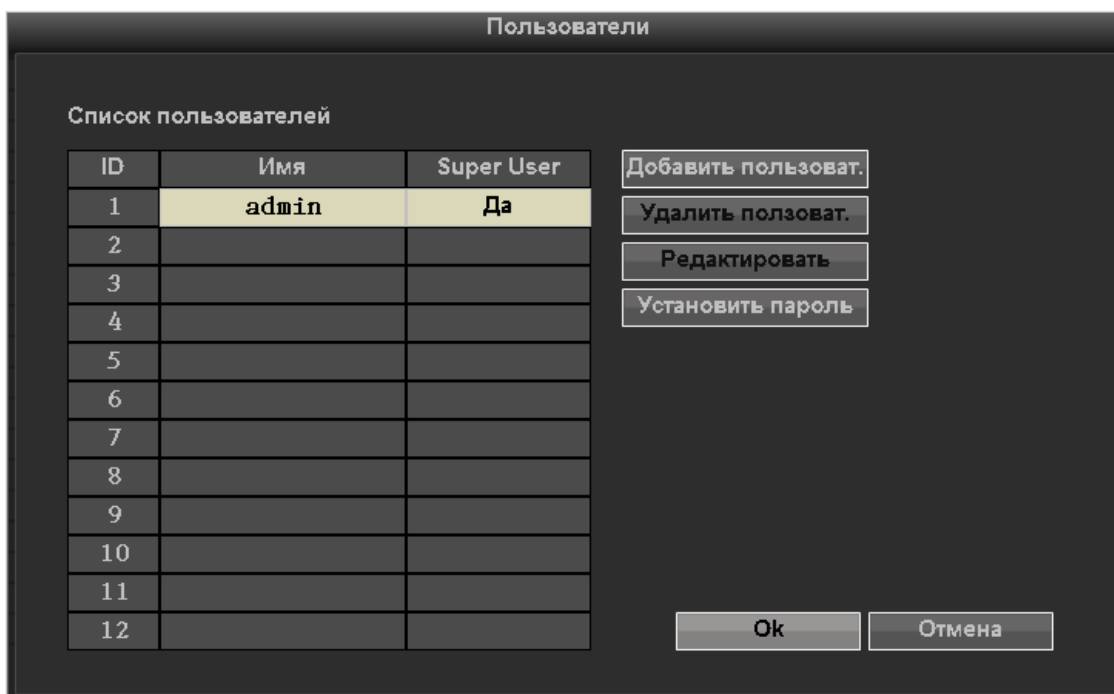 Пользователи
Список пользователей
ID Имя Super User
1 admin Да
2
3
4
5
6
7
8
9
10
11
12
Добавить пользоват.
Удалить ползоват.
Редактировать
Установить пароль
Ok Отмена